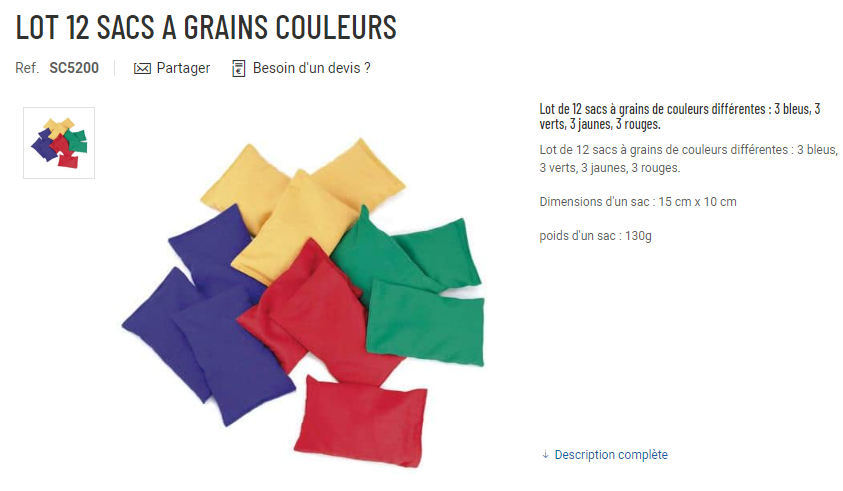 LOT 12 SACS A GRAINS COULEURS
Ref. SC5200 Partager Besoin d'un devis ?
Lot de 12 sacs à grains de couleurs différentes : 3 bleus, 3
verts, 3 jaunes, 3 rouges.
Lot de 12 sacs à grains de couleurs différentes : 3 bleus,
3 verts, 3 jaunes, 3 rouges.
Dimensions d'un sac : 15 cm x 10 cm
poids d'un sac : 130g
Description complète